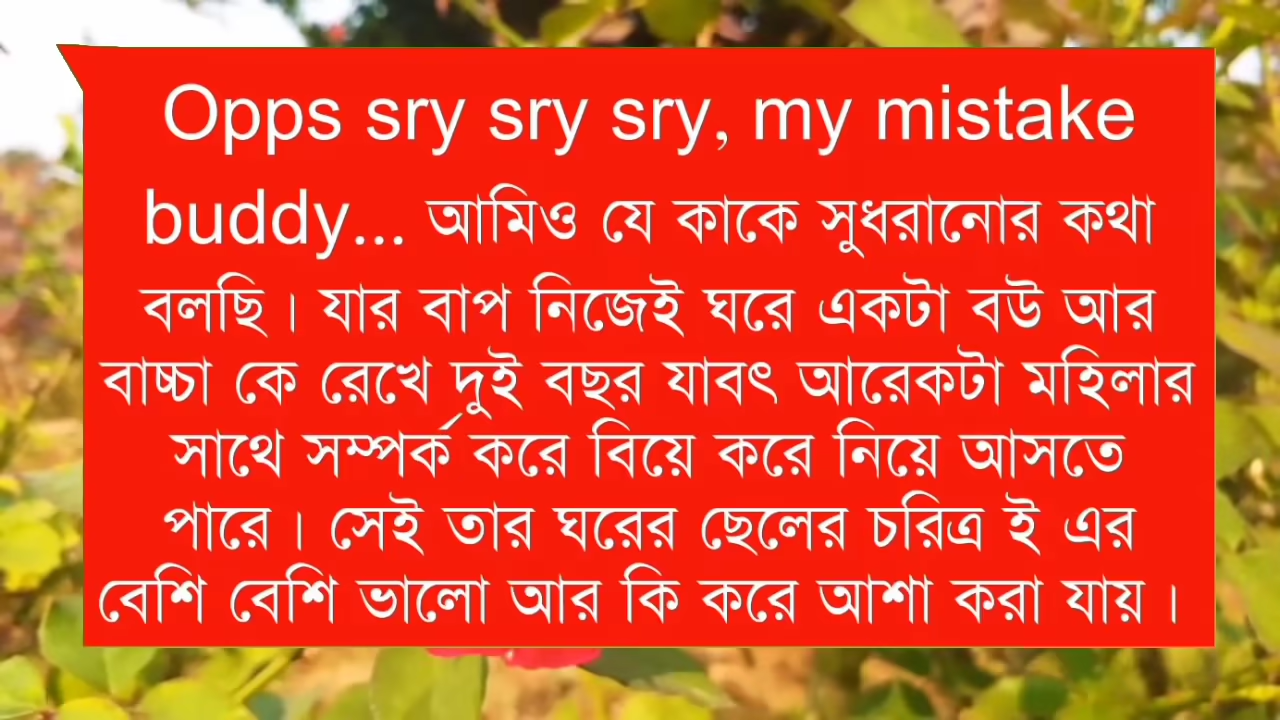 Opps sry sry sry, my mistake
buddy... আমিও যে কাকে সুধরানোর কথা
বলছি। যার বাপ নিজেই ঘরে একটা বউ আর
বাচ্চা কে রেখে দুই বছর যাবৎ আরেকটা মহিলার
সাথে সম্পর্ক করে বিয়ে করে নিয়ে আসতে
পারে। সেই তার ঘরের ছেলের চরিত্র ই এর
বেশি বেশি ভালো আর কি করে আশা করা যায়।